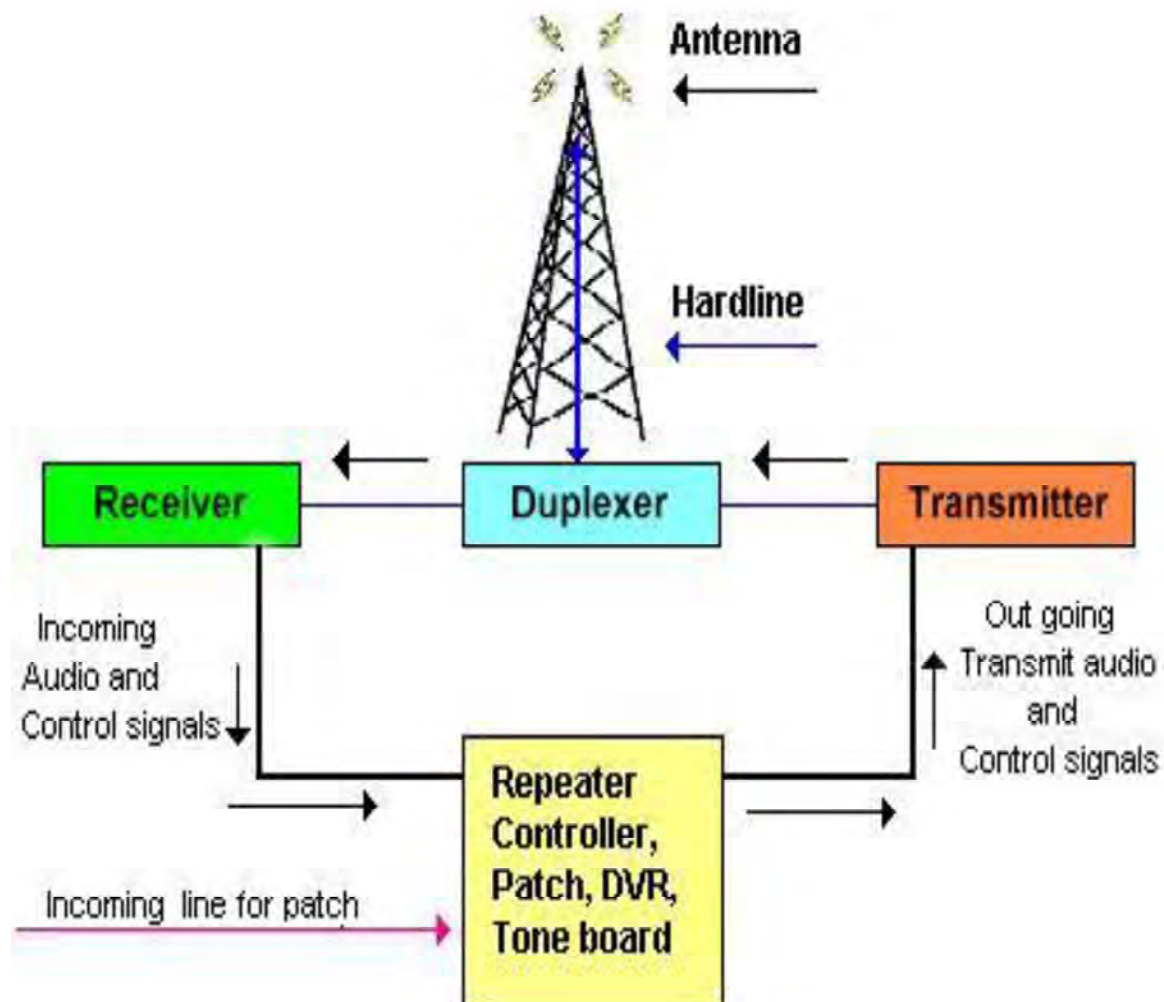 Antenna
Hardline
Receiver
Duplexer
Transmitter
Incoming
Audio and
Control signals
Out going
Transmit audio
and
Control signals
Repeater
Controller,
Patch, DVR,
Tone board
Incoming line for patch